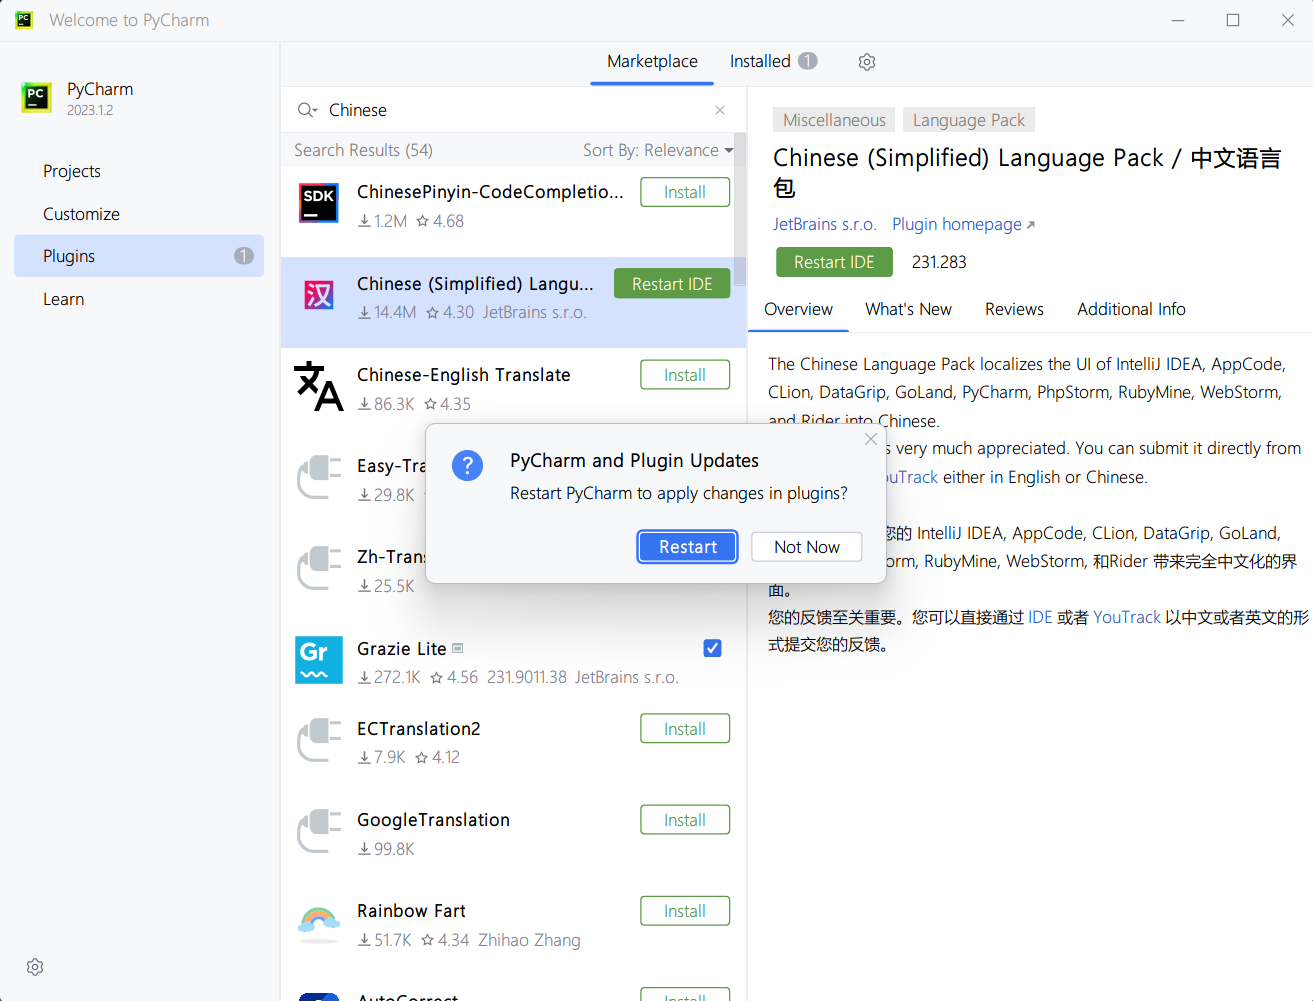 Welcome to PyCharm
PyCharm
2023.1.2
Projects
Customize
Plugins 1
Learn
Marketplace Installed 1
Chinese
Search Results (54) Sort By: Relevance
SDK
ChinesePinyin-CodeCompletio... Install
1.2M 4.68
汉
Chinese (Simplified) Langu... Restart IDE
14.4M 4.30 JetBrains s.r.o.
Chinese-English Translate Install
86.3K 4.35
Easy-Tra
29.8K
Zh-Trans
25.5K
Gr
Grazie Lite
272.1K 4.56 231.9011.38 JetBrains s.r.o.
ECTranslation2 Install
7.9K 4.12
GoogleTranslation Install
99.8K
Rainbow Fart Install
51.7K 4.34 Zhihao Zhang
AutoCorrect Install
Miscellaneous Language Pack
Chinese (Simplified) Language Pack / 中文语言
包
JetBrains s.r.o. Plugin homepage
Restart IDE 231.283
Overview What's New Reviews Additional Info
The Chinese Language Pack localizes the UI of IntelliJ IDEA, AppCode,
CLion, DataGrip, GoLand, PyCharm, PhpStorm, RubyMine, WebStorm,
and Rider into Chinese.
s very much appreciated. You can submit it directly from
ouTrack either in English or Chinese.
您的 IntelliJ IDEA, AppCode, CLion, DataGrip, GoLand,
orm, RubyMine, WebStorm, 和Rider 带来完全中文化的界
面。
您的反馈至关重要。您可以直接通过 IDE 或者 YouTrack 以中文或者英文的形
式提交您的反馈。
PyCharm and Plugin Updates
Restart PyCharm to apply changes in plugins?
Restart Not Now